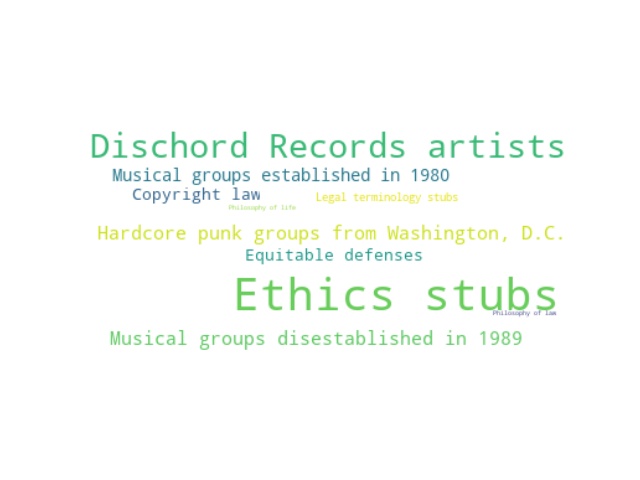 Dischord Records artists
Musical groups established in 1980
Copyright law
Legal terminology stubs
Philosophy of life
Hardcore punk groups from Washington, D.C.
Equitable defenses
Ethics stubs
Philosophy of law
Musical groups disestablished in 1989